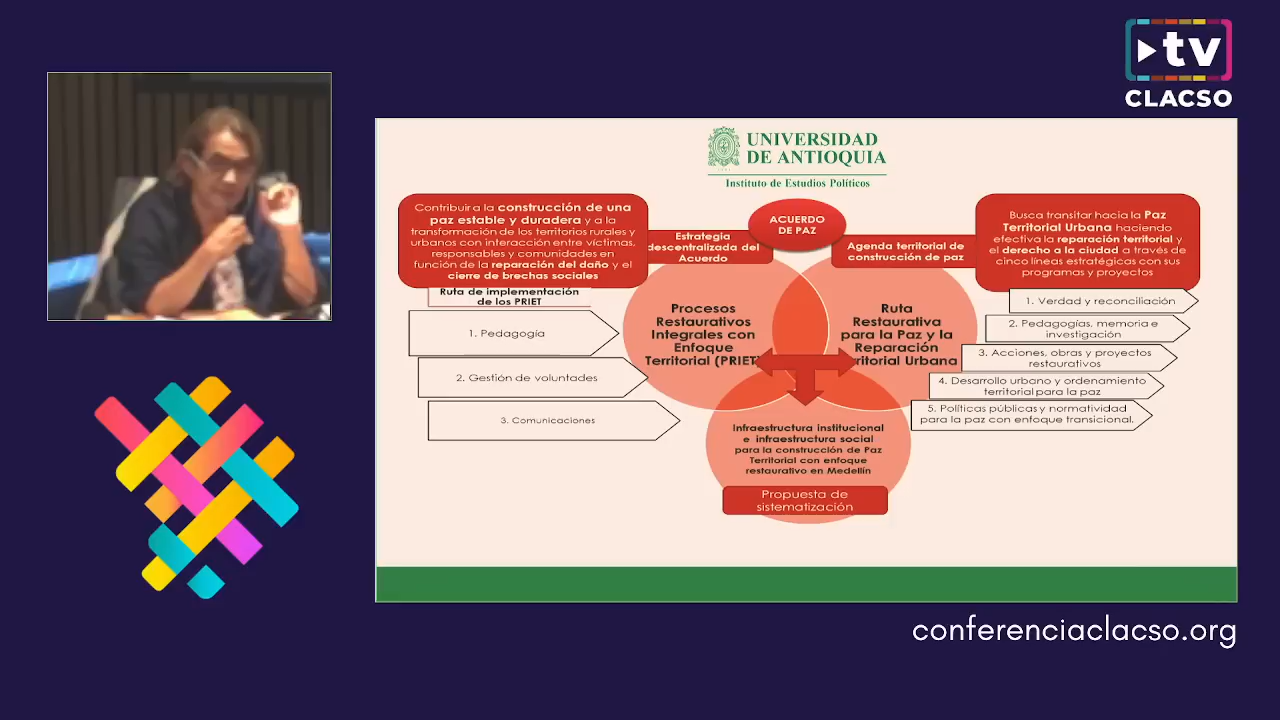 tv
CLACSO
UNIVERSIDAD
DE ANTIOQUIA
Instituto de Estudios Políticos
Contribuir a la construcción de una
paz estable y duradera y a la
transformación de los territorios rurales y
urbanos con interacción entre víctimas,
responsables y comunidades en
función de la reparación del daño y el
cierre de brechas sociales
Ruta de implementación
de los PRIET
1. Pedagogía
2. Gestión de voluntades
3. Comunicaciones
Estrategia
descentralizada del
Acuerdo
ACUERDO
DE PAZ
Agenda territorial de
construcción de paz
Procesos
Restaurativos
Integrales con
Enfoque
Territorial (PRIET)
Ruta
Restaurativa
para la Paz y la
Reparación
rritorial Urbana
Infraestructura institucional
e infraestructura social
para la construcción de Paz
Territorial con enfoque
restaurativo en Medellín
Propuesta de
sistematización
Busca transitar hacia la Paz
Territorial Urbana haciendo
efectiva la reparación territorial y
el derecho a la ciudad a través de
cinco líneas estratégicas con sus
programas y proyectos
1. Verdad y reconciliación
2. Pedagogías, memoria e
investigación
3. Acciones, obras y proyectos
restaurativos
4. Desarrollo urbano y ordenamiento
territorial para la paz
5. Políticas públicas y normatividad
para la paz con enfoque transicional.
conferenciaclacso.org